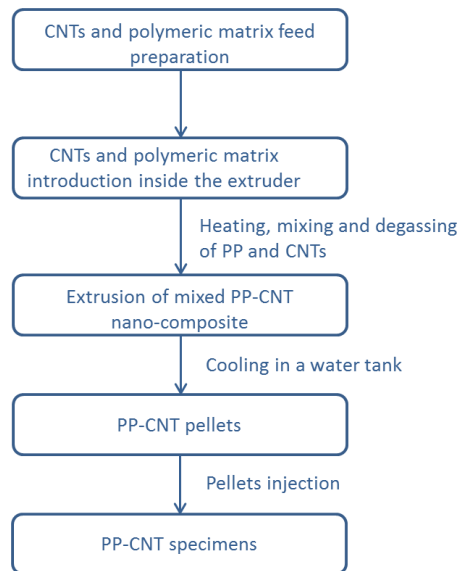 CNTs and polymeric matrix feed
preparation
CNTs and polymeric matrix
introduction inside the extruder
Heating, mixing and degassing
of PP and CNTs
Extrusion of mixed PP-CNT
nano-composite
Cooling in a water tank
PP-CNT pellets
Pellets injection
PP-CNT specimens